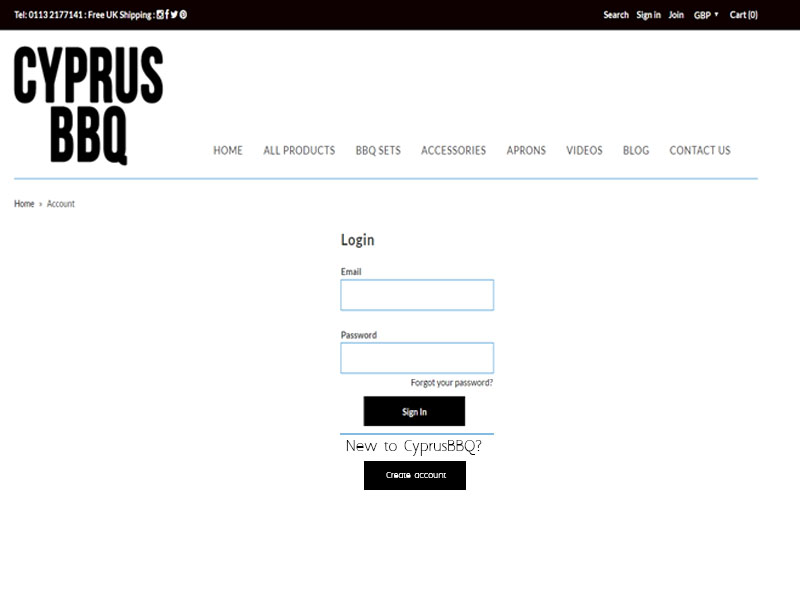 Tel: 0113 2177141 : Free UK Shipping :
Search Sign in Join GBP Cart (0)
CYPRUS
BBQ
HOME ALL PRODUCTS BBQ SETS ACCESSORIES APRONS VIDEOS BLOG CONTACT US
Home › Account
Login
Email
Password
Forgot your password?
Sign In
New to CyprusBBQ?
Create account